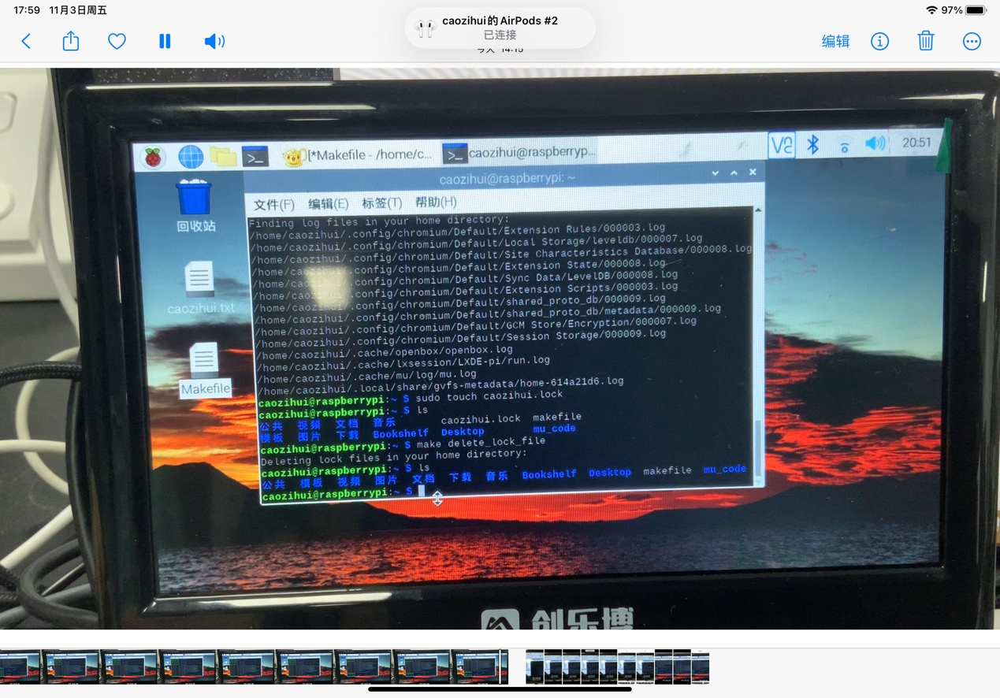 17:59 11月3日周五
97%
caozihui的AirPods #2
已连接
今天 14:15
编辑
[*Makefile - /home/c...
caozihui@raspberryp...
20:51
caozihui@raspberrypi: ~
文件(F) 编辑(E) 标签(T) 帮助(H)
回收站
caozihui.txt
Makefile
Finding log files in your home directory:
/home/caozihui/.config/chromium/Default/Extension Rules/000003.log
/home/caozihui/.config/chromium/Default/Local Storage/leveldb/000007.log
/home/caozihui/.config/chromium/Default/Site Characteristics Database/000008.log
/home/caozihui/.config/chromium/Default/Extension State/000008.log
/home/caozihui/.config/chromium/Default/Sync Data/LevelDB/000008.log
/home/caozihui/.config/chromium/Default/Extension Scripts/000003.log
/home/caozihui/.config/chromium/Default/shared_proto_db/000009.log
/home/caozihui/.config/chromium/Default/shared_proto_db/metadata/000009.log
/home/caozihui/.config/chromium/Default/GCM Store/Encryption/000007.log
/home/caozihui/.config/chromium/Default/Session Storage/000009.log
/home/caozihui/.cache/openbox/openbox.log
/home/caozihui/.cache/lxsession/LXDE-pi/run.log
/home/caozihui/.cache/mu/log/mu.log
/home/caozihui/.local/share/gvfs-metadata/home-614a21d6.log
caozihui@raspberrypi:~ $ sudo touch caozihui.lock
caozihui@raspberrypi:~ $ ls
公共 视频 文档 音乐 caozihui.lock makefile
模板 图片 下载 Bookshelf Desktop mu_code
caozihui@raspberrypi:~ $ make delete_lock_file
Deleting lock files in your home directory:
caozihui@raspberrypi:~ $ ls
公共 模板 视频 图片 文档 下载 音乐 Bookshelf Desktop makefile mu_code
caozihui@raspberrypi:~ $
创乐博